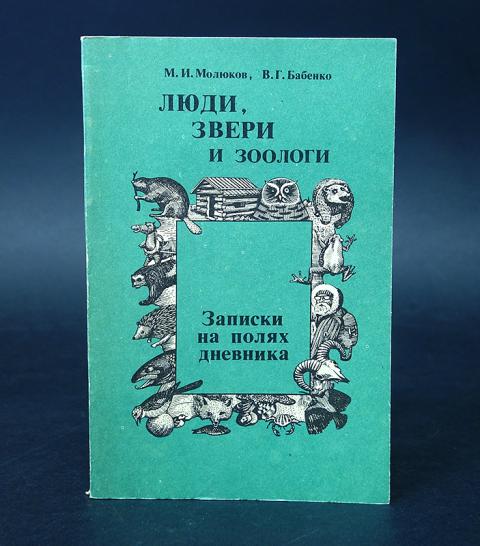 М. И. Молюков, В. Г. Бабенко
ЛЮДИ,
ЗВЕРИ
И ЗООЛОГИ
Записки
на полях
дневника